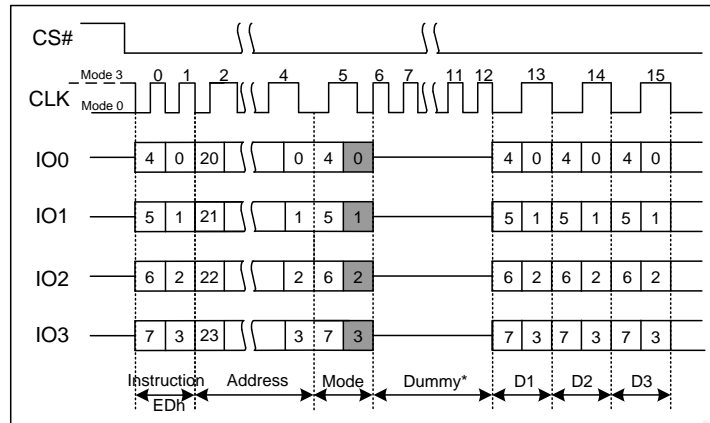 CS#
Mode 3 0 1 2 4 5 6 7 11 12 13 14 15
CLK
Mode 0
IO0 4 0 20 0 4 0 4 0 4 0 4 0
IO1 5 1 21 1 5 1 5 1 5 1 5 1
IO2 6 2 22 2 6 2 6 2 6 2 6 2
IO3 7 3 23 3 7 3 7 3 7 3 7 3
Instruction Address Mode Dummy* D1 D2 D3
EDh